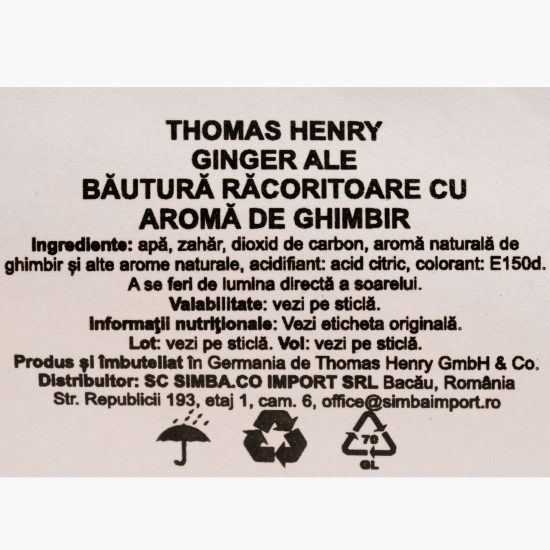 THOMAS HENRY
GINGER ALE
BĂUTURĂ RĂCORITOARE CU
AROMĂ DE GHIMBIR
Ingrediente: apă, zahăr, dioxid de carbon, aromă naturală de
ghimbir și alte arome naturale, acidifiant: acid citric, colorant: E150d.
A se feri de lumina directă a soarelui.
Valabilitate: vezi pe sticlă.
Informații nutriționale: Vezi eticheta originală.
Lot: vezi pe sticlă. Vol: vezi pe sticlă.
Produs și îmbuteliat în Germania de Thomas Henry GmbH & Co.
Distribuitor: SC SIMBA.CO IMPORT SRL Bacău, România
Str. Republicii 193, etaj 1, cam. 6, office@simbaimport.ro
70
GL